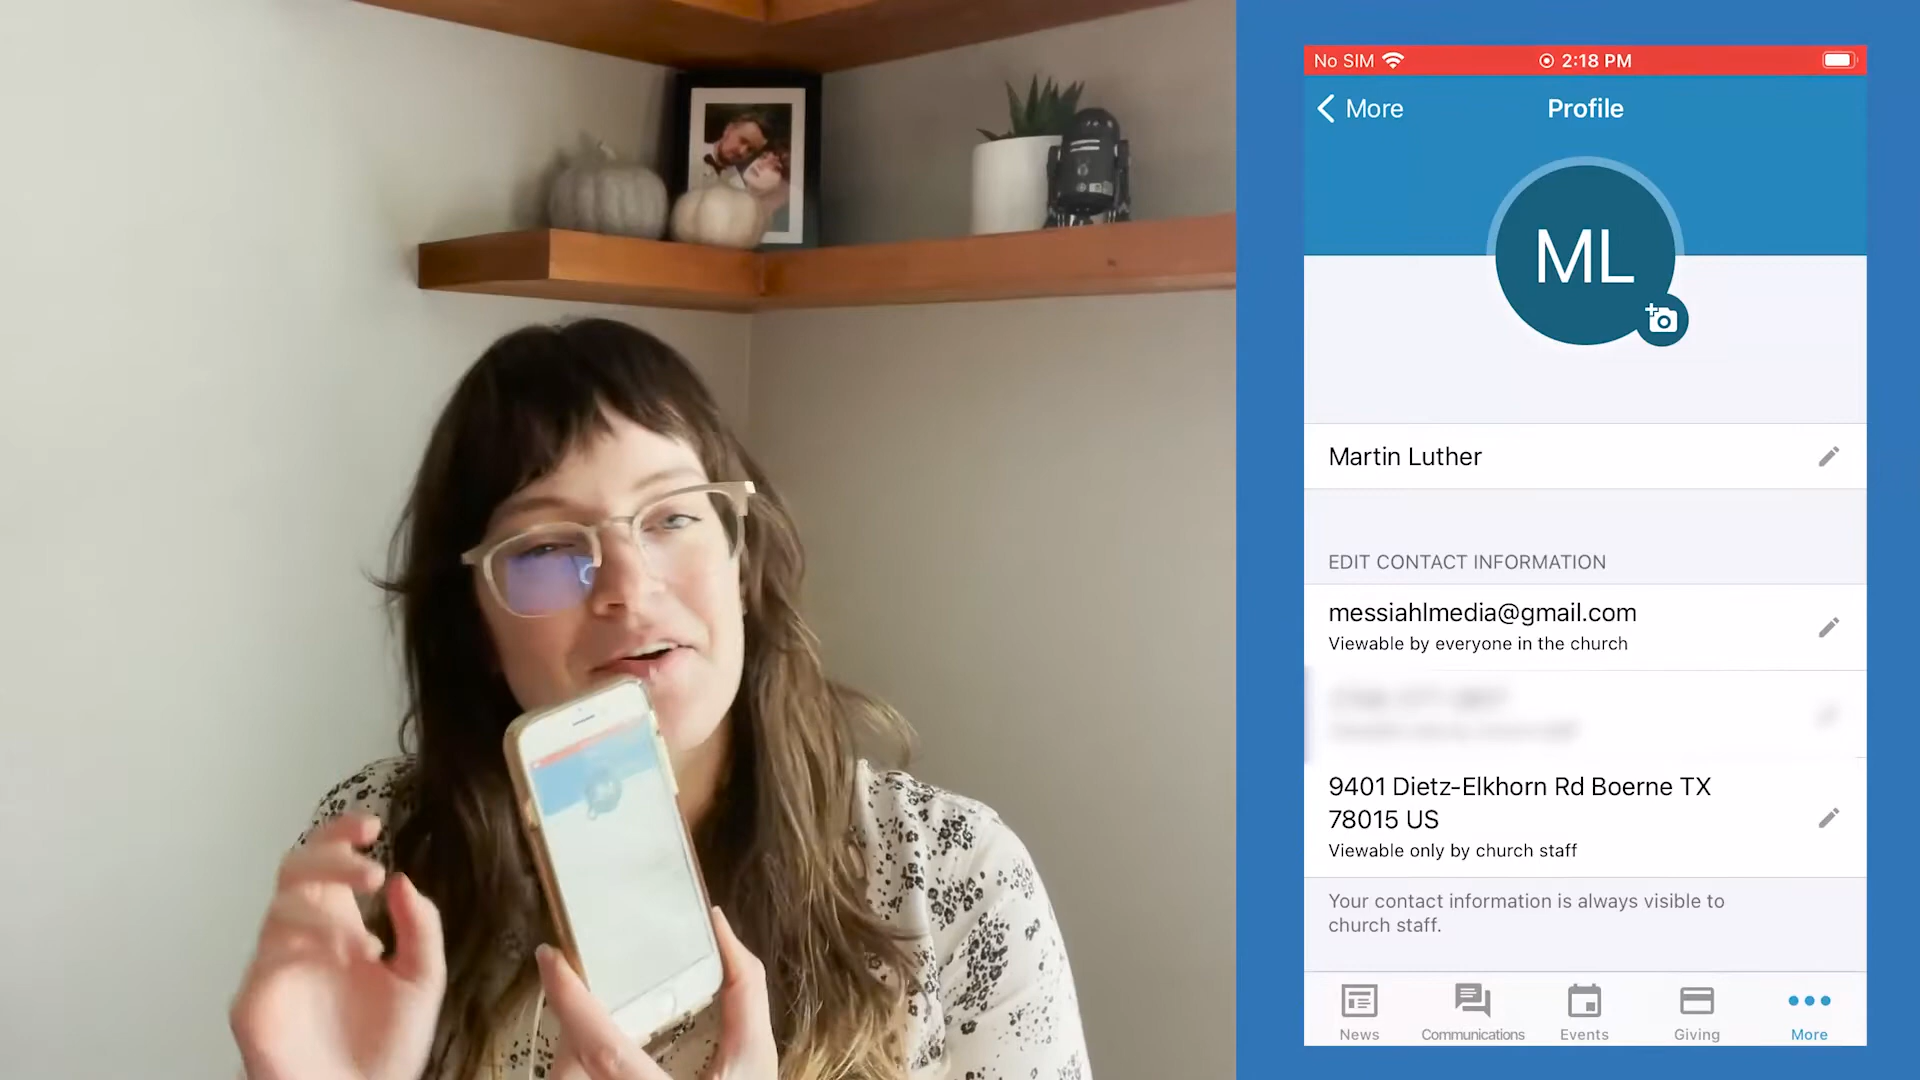 No SIM
2:18 PM
More
Profile
ML
Martin Luther
EDIT CONTACT INFORMATION
messiahlmedia@gmail.com
Viewable by everyone in the church
9401 Dietz-Elkhorn Rd Boerne TX
78015 US
Viewable only by church staff
Your contact information is always visible to
church staff.
News
Communications
Events
Giving
More